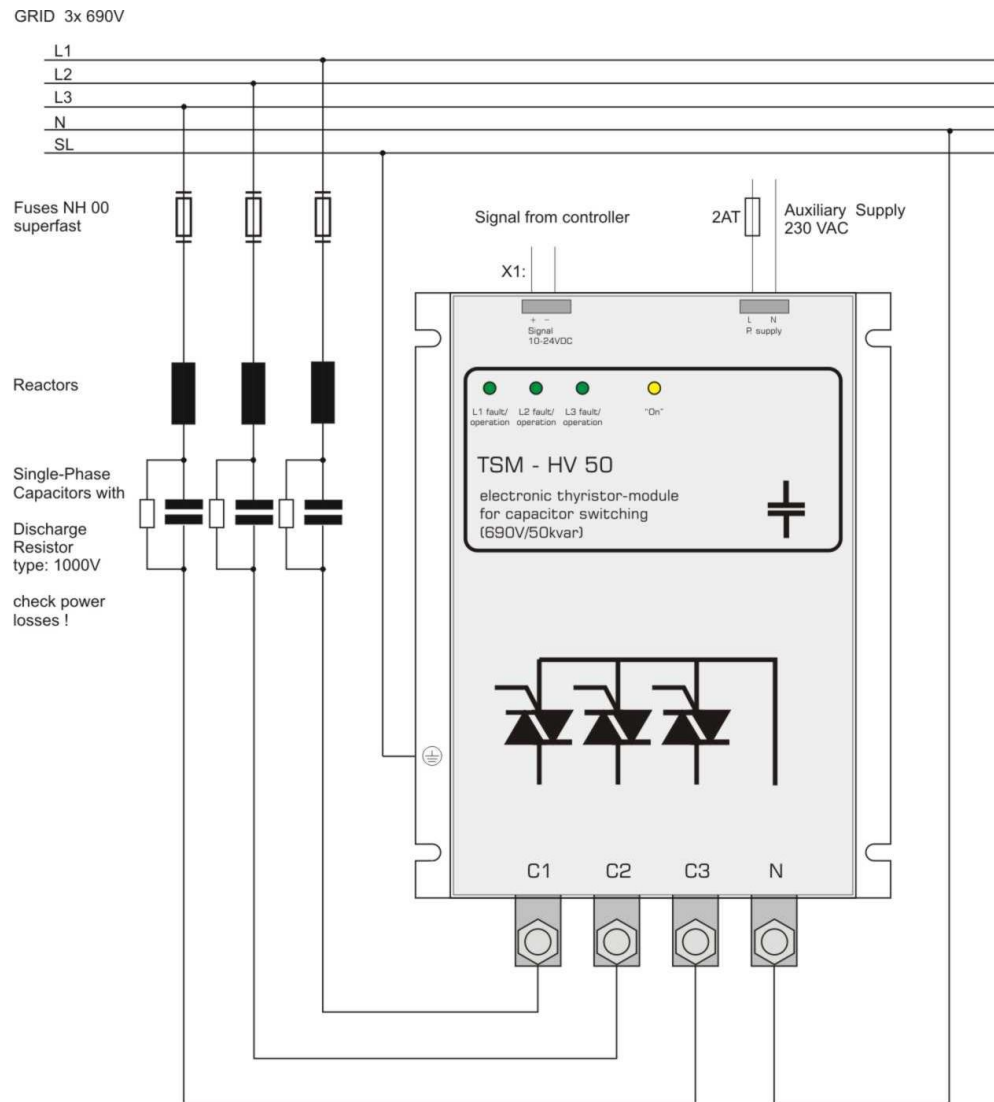 GRID 3x 690V
L1
L2
L3
N
SL
Fuses NH 00
superfast
Signal from controller
2AT
Auxiliary Supply
230 VAC
X1:
+ −
Signal
10-24VDC
L N
P. supply
Reactors
L1 fault/
operation
L2 fault/
operation
L3 fault/
operation
"On"
TSM - HV 50
electronic thyristor-module
for capacitor switching
(690V/50kvar)
Single-Phase
Capacitors with
Discharge
Resistor
type: 1000V
check power
losses !
C1 C2 C3 N